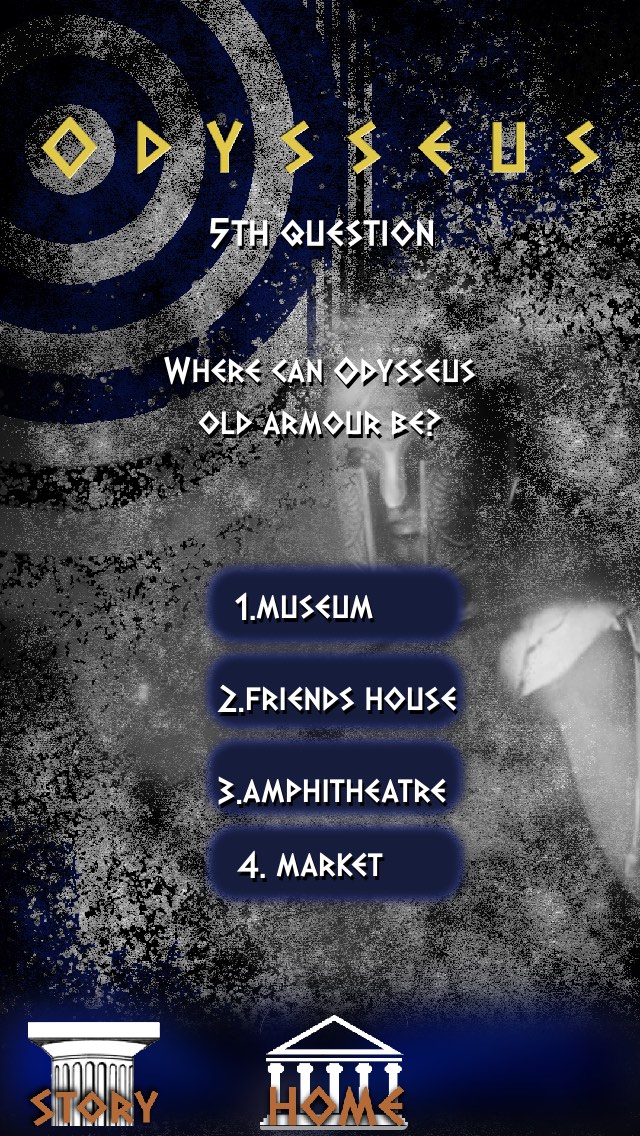 ODYSSEUS
5TH QUESTION
WHERE CAN ODYSSEUS
OLD ARMOUR BE?
1.MUSEUM
2.FRIENDS HOUSE
3.AMPHITHEATRE
4. MARKET
STORY
HOME